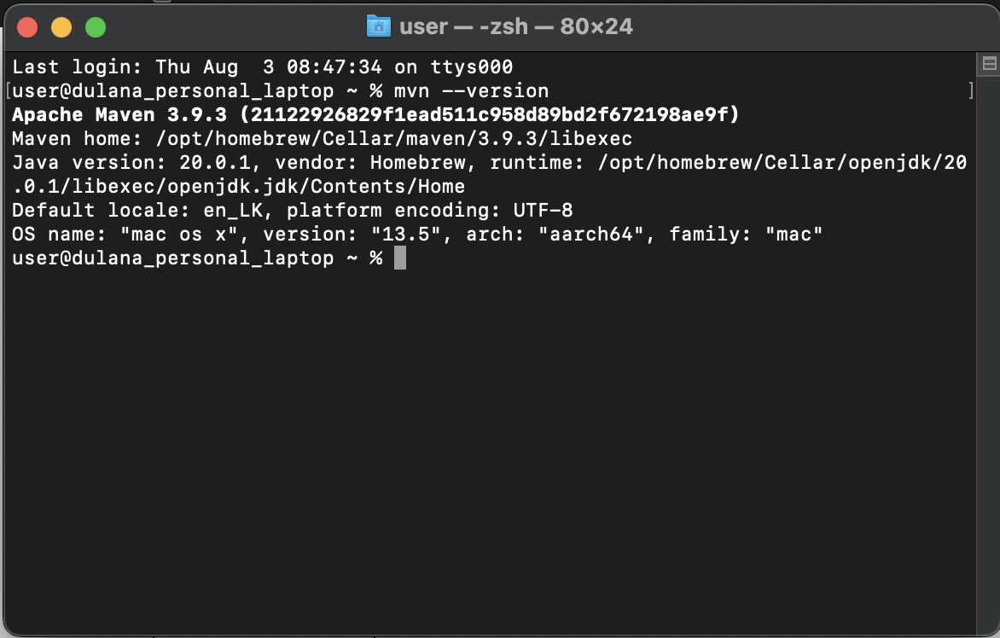 user — -zsh — 80×24
Last login: Thu Aug  3 08:47:34 on ttys000
[user@dulana_personal_laptop ~ % mvn --version ]
Apache Maven 3.9.3 (21122926829f1ead511c958d89bd2f672198ae9f)
Maven home: /opt/homebrew/Cellar/maven/3.9.3/libexec
Java version: 20.0.1, vendor: Homebrew, runtime: /opt/homebrew/Cellar/openjdk/20
.0.1/libexec/openjdk.jdk/Contents/Home
Default locale: en_LK, platform encoding: UTF-8
OS name: "mac os x", version: "13.5", arch: "aarch64", family: "mac"
user@dulana_personal_laptop ~ %